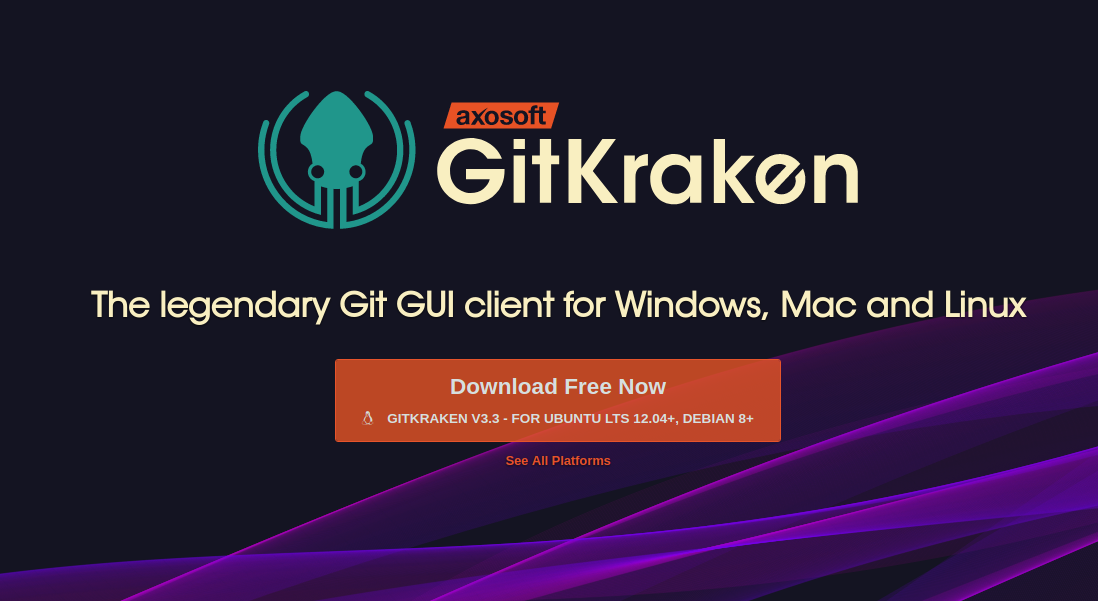 axosoft
GitKraken
The legendary Git GUI client for Windows, Mac and Linux
Download Free Now
GITKRAKEN V3.3 - FOR UBUNTU LTS 12.04+, DEBIAN 8+
See All Platforms